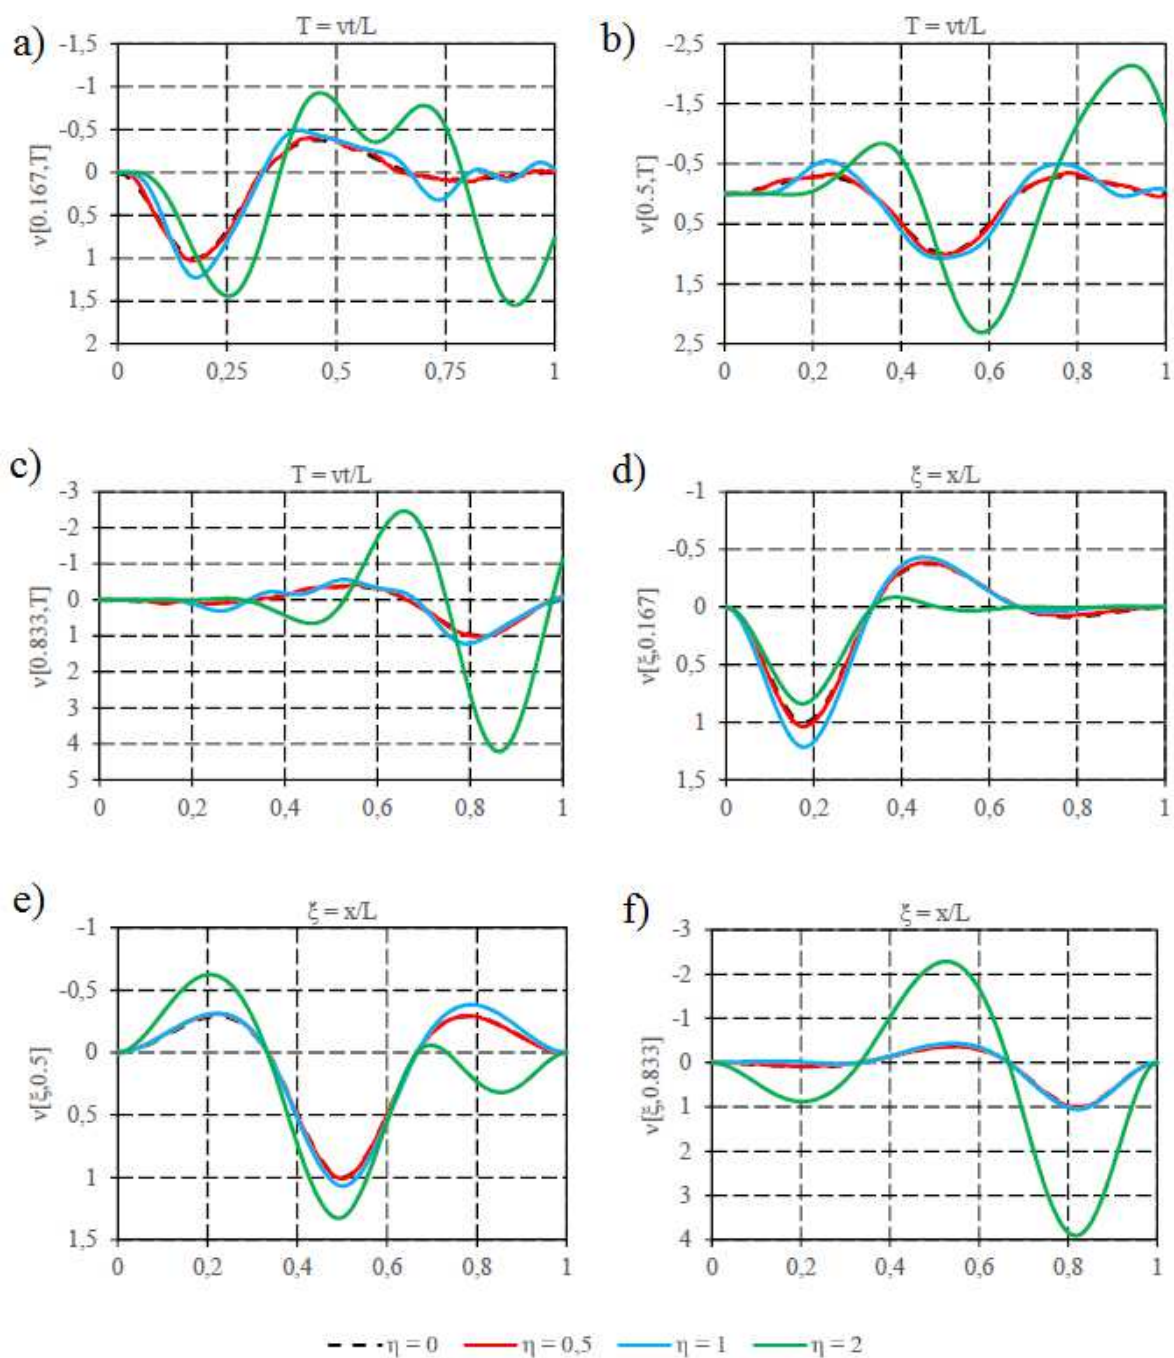 a)
T = vt/L
-1,5
-1
-0,5
0
0,5
1
1,5
2
v[0.167,T]
0 0,25 0,5 0,75 1
b)
T = vt/L
-2,5
-1,5
-0,5
0,5
1,5
2,5
v[0.5,T]
0 0,2 0,4 0,6 0,8 1
c)
T = vt/L
-3
-2
-1
0
1
2
3
4
5
v[0.833,T]
0 0,2 0,4 0,6 0,8 1
d)
ξ = x/L
-1
-0,5
0
0,5
1
1,5
v[ξ,0.167]
0 0,2 0,4 0,6 0,8 1
e)
ξ = x/L
-1
-0,5
0
0,5
1
1,5
v[ξ,0.5]
0 0,2 0,4 0,6 0,8 1
f)
ξ = x/L
-3
-2
-1
0
1
2
3
4
v[ξ,0.833]
0 0,2 0,4 0,6 0,8 1
η = 0 η = 0,5 η = 1 η = 2